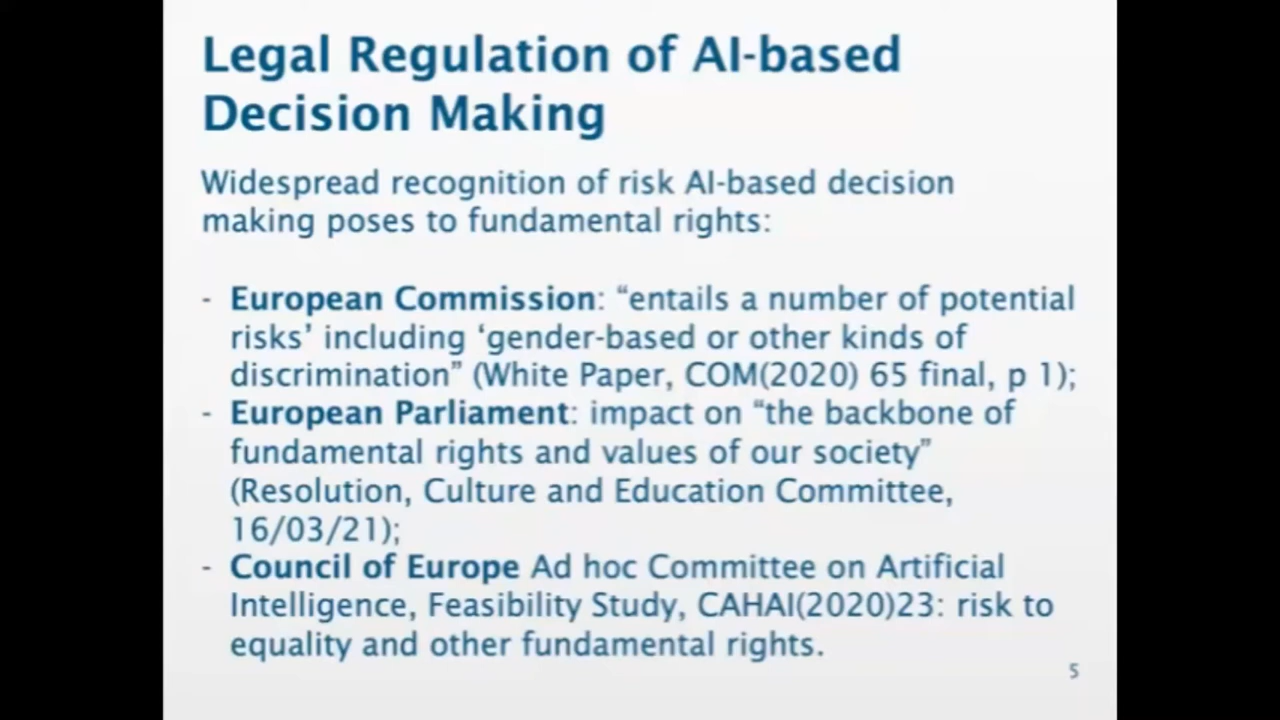 Legal Regulation of AI-based
Decision Making
Widespread recognition of risk AI-based decision
making poses to fundamental rights:
- European Commission: “entails a number of potential
risks’ including ‘gender-based or other kinds of
discrimination” (White Paper, COM(2020) 65 final, p 1);
- European Parliament: impact on “the backbone of
fundamental rights and values of our society”
(Resolution, Culture and Education Committee,
16/03/21);
- Council of Europe Ad hoc Committee on Artificial
Intelligence, Feasibility Study, CAHAI(2020)23: risk to
equality and other fundamental rights.
5